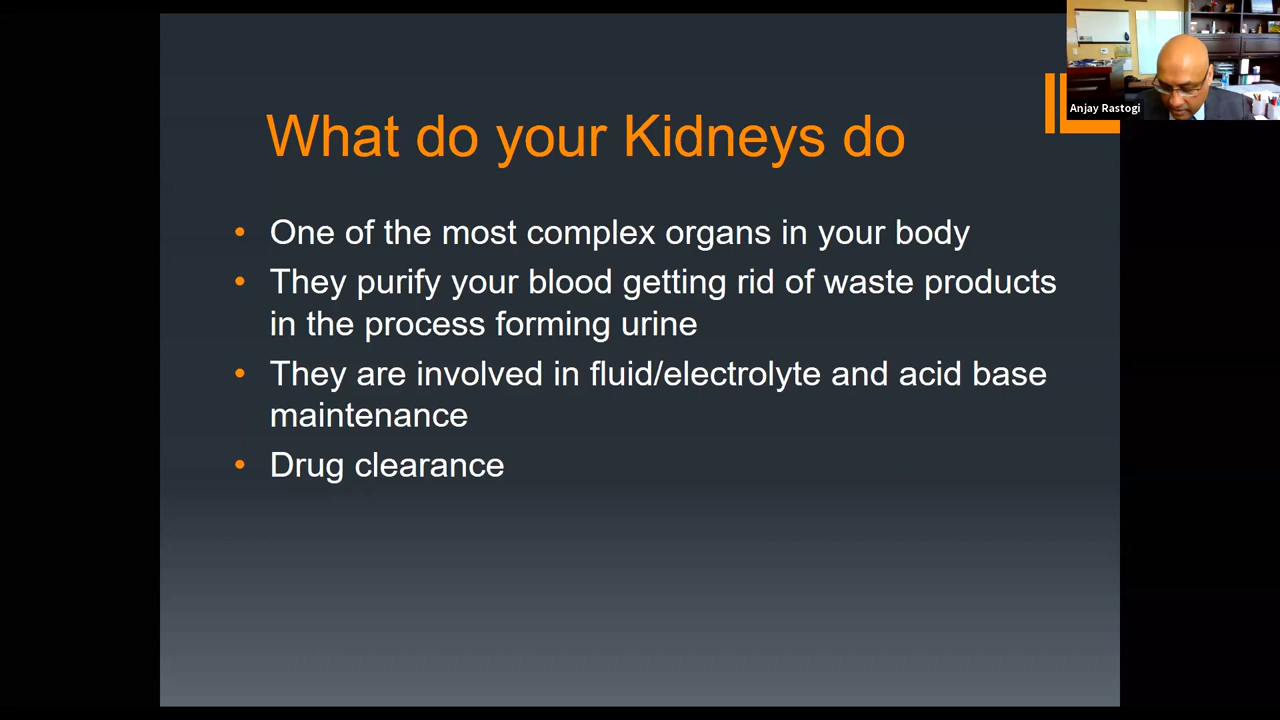 What do your Kidneys do
Anjay Rastogi
• One of the most complex organs in your body
• They purify your blood getting rid of waste products
in the process forming urine
• They are involved in fluid/electrolyte and acid base
maintenance
• Drug clearance